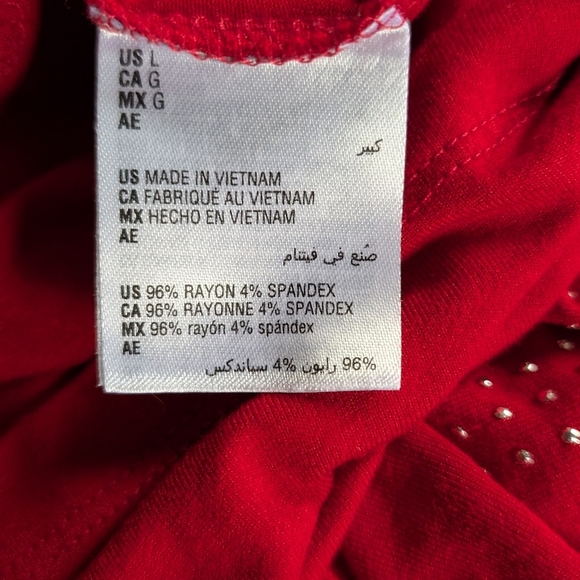 US L
CA G
MX G
AE
كبير
US MADE IN VIETNAM
CA FABRIQUÉ AU VIETNAM
MX HECHO EN VIETNAM
AE
صُنع في فيتنام
US 96% RAYON 4% SPANDEX
CA 96% RAYONNE 4% SPANDEX
MX 96% rayón 4% spándex
AE
96% رايون 4% سباندكس